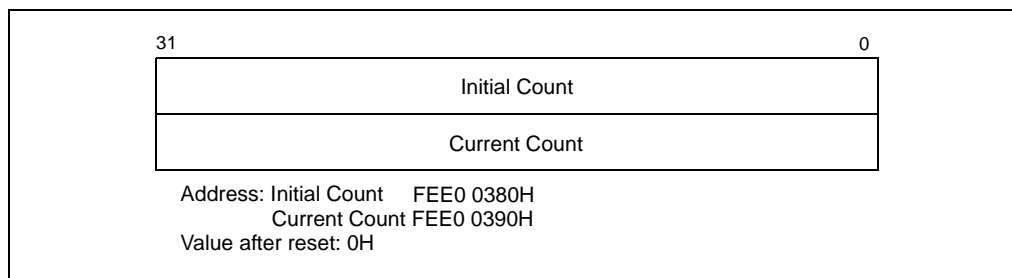 31 0
Initial Count
Current Count
Address: Initial Count FEE0 0380H
Current Count FEE0 0390H
Value after reset: 0H